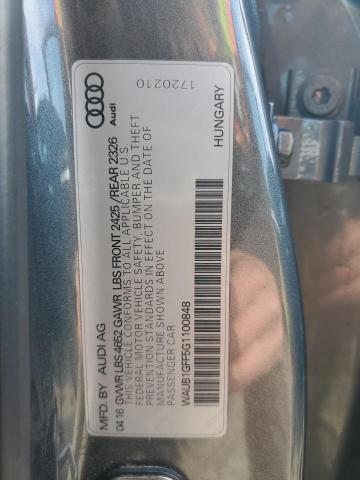 Audi
1720210
MFD. BY AUDI AG
04·16 GVWR LBS 4652 GAWR LBS FRONT 2425 / REAR 2326
THIS VEHICLE CONFORMS TO ALL APPLICABLE U.S.
FEDERAL MOTOR VEHICLE SAFETY, BUMPER AND THEFT
PREVENTION STANDARDS IN EFFECT ON THE DATE OF
MANUFACTURE SHOWN ABOVE.
PASSENGER CAR
WAUB1GFF5G1100848
HUNGARY